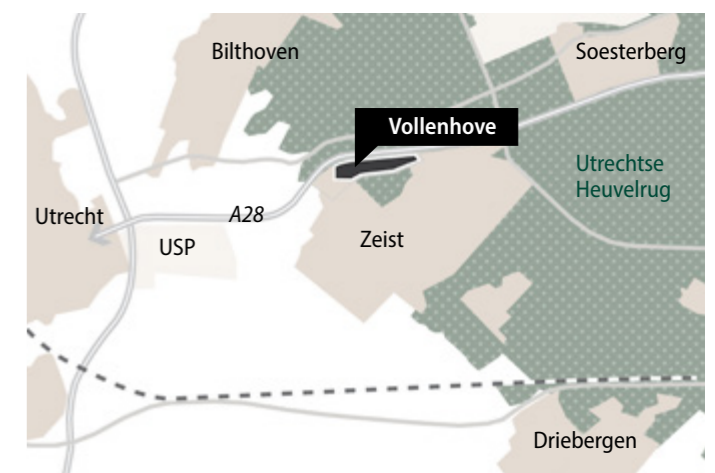 Bilthoven
Soesterberg
Vollenhove
Utrechtse
Heuvelrug
Utrecht
A28
USP
Zeist
Driebergen